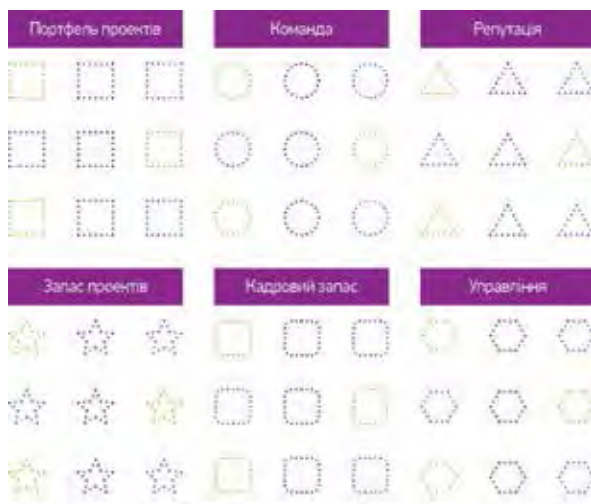 Портфель проектів
Команда
Репутація
Запас проектів
Кадровий запас
Управління